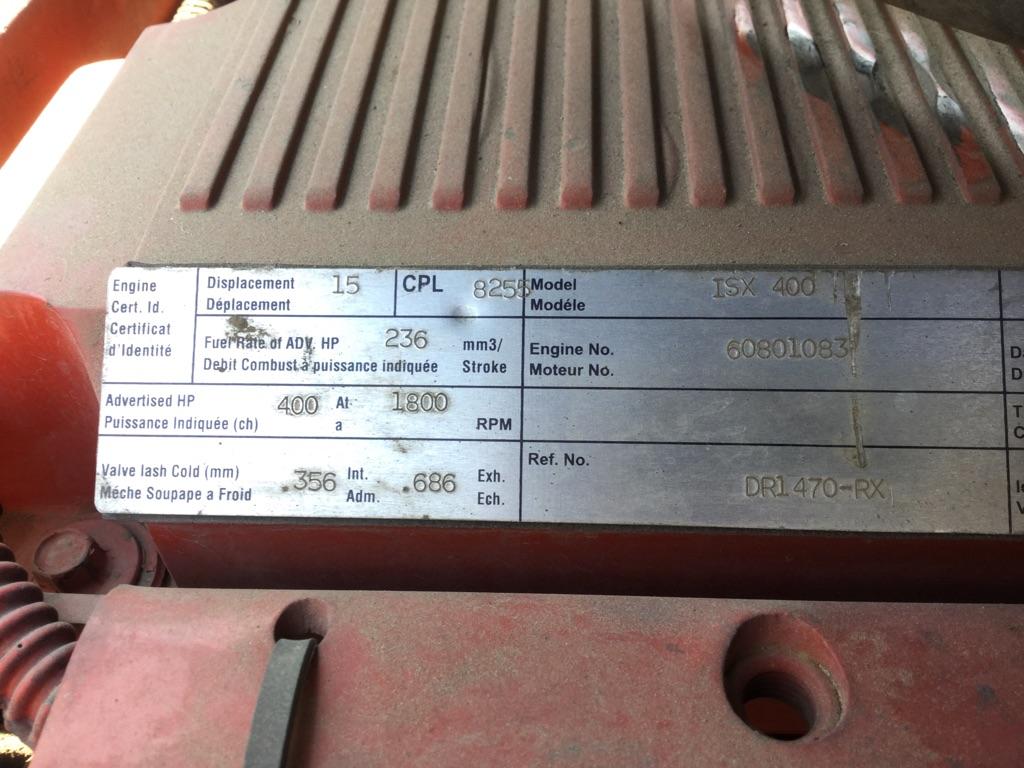 Engine
Cert. Id.
Certificat
d'Identité
Displacement 15
Déplacement
CPL 8255
Fuel Rate of ADV. HP 236 mm3/
Debit Combust à puissance indiquée Stroke
Advertised HP 400 At 1800
Puissance Indiquée (ch) a RPM
Valve lash Cold (mm) .356 Int. .686 Exh.
Méche Soupape a Froid Adm. Ech.
Model ISX 400
Modéle
Engine No. 60801083
Moteur No.
Ref. No.
DR1470-RX